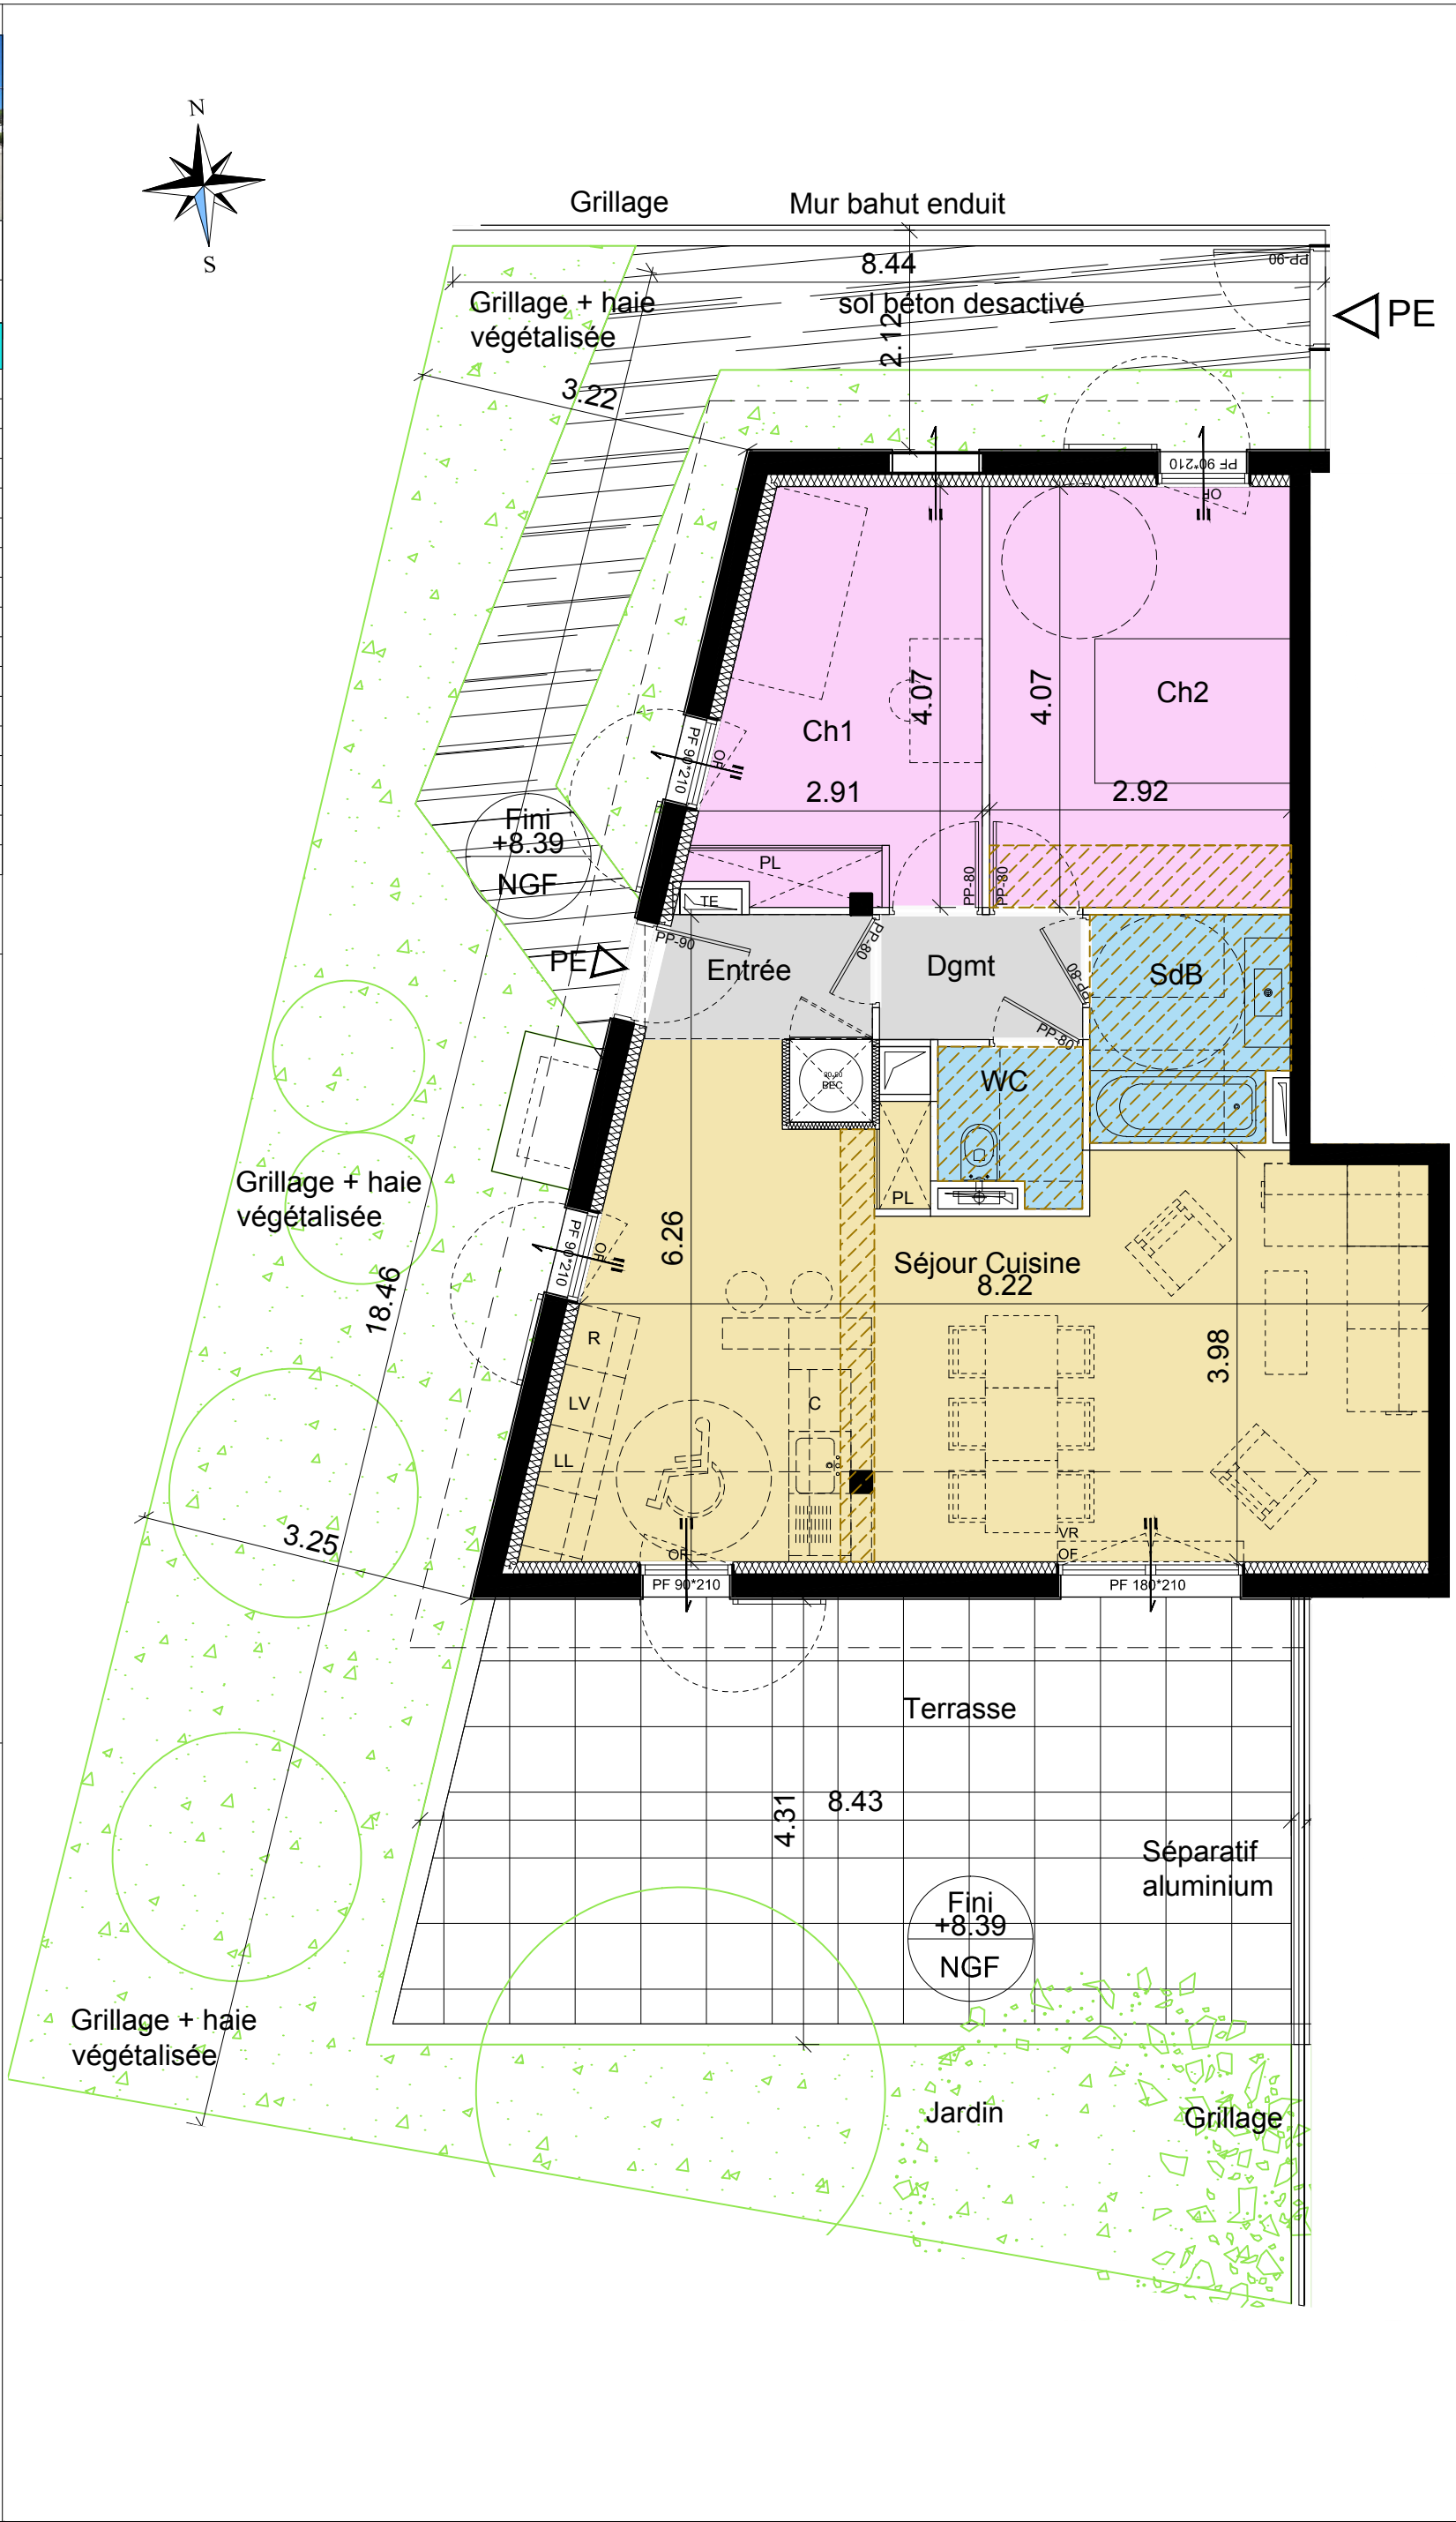 N
S
Grillage
Mur bahut enduit
8.44
PP-90
Grillage + haie
végétalisée
sol béton desactivé
PE
2.12
3.22
PF 90*210
OF
Ch1
4.07
4.07
Ch2
PF 90*210
OF
2.91
2.92
Fini
+8.39
NGF
PL
TE
PP-80
PP-80
PE
PP-90
Entrée
PP-80
Dgmt
PP-80
SdB
PP-80
BEC
WC
Grillage + haie
végétalisée
PL
PF 90*210
OF
6.26
Séjour Cuisine
8.22
18.46
R
3.98
LV
C
LL
3.25
OF
VR
OF
PF 90*210
PF 180*210
Terrasse
4.31
8.43
Séparatif
aluminium
Fini
+8.39
NGF
Grillage + haie
végétalisée
Jardin
Grillage